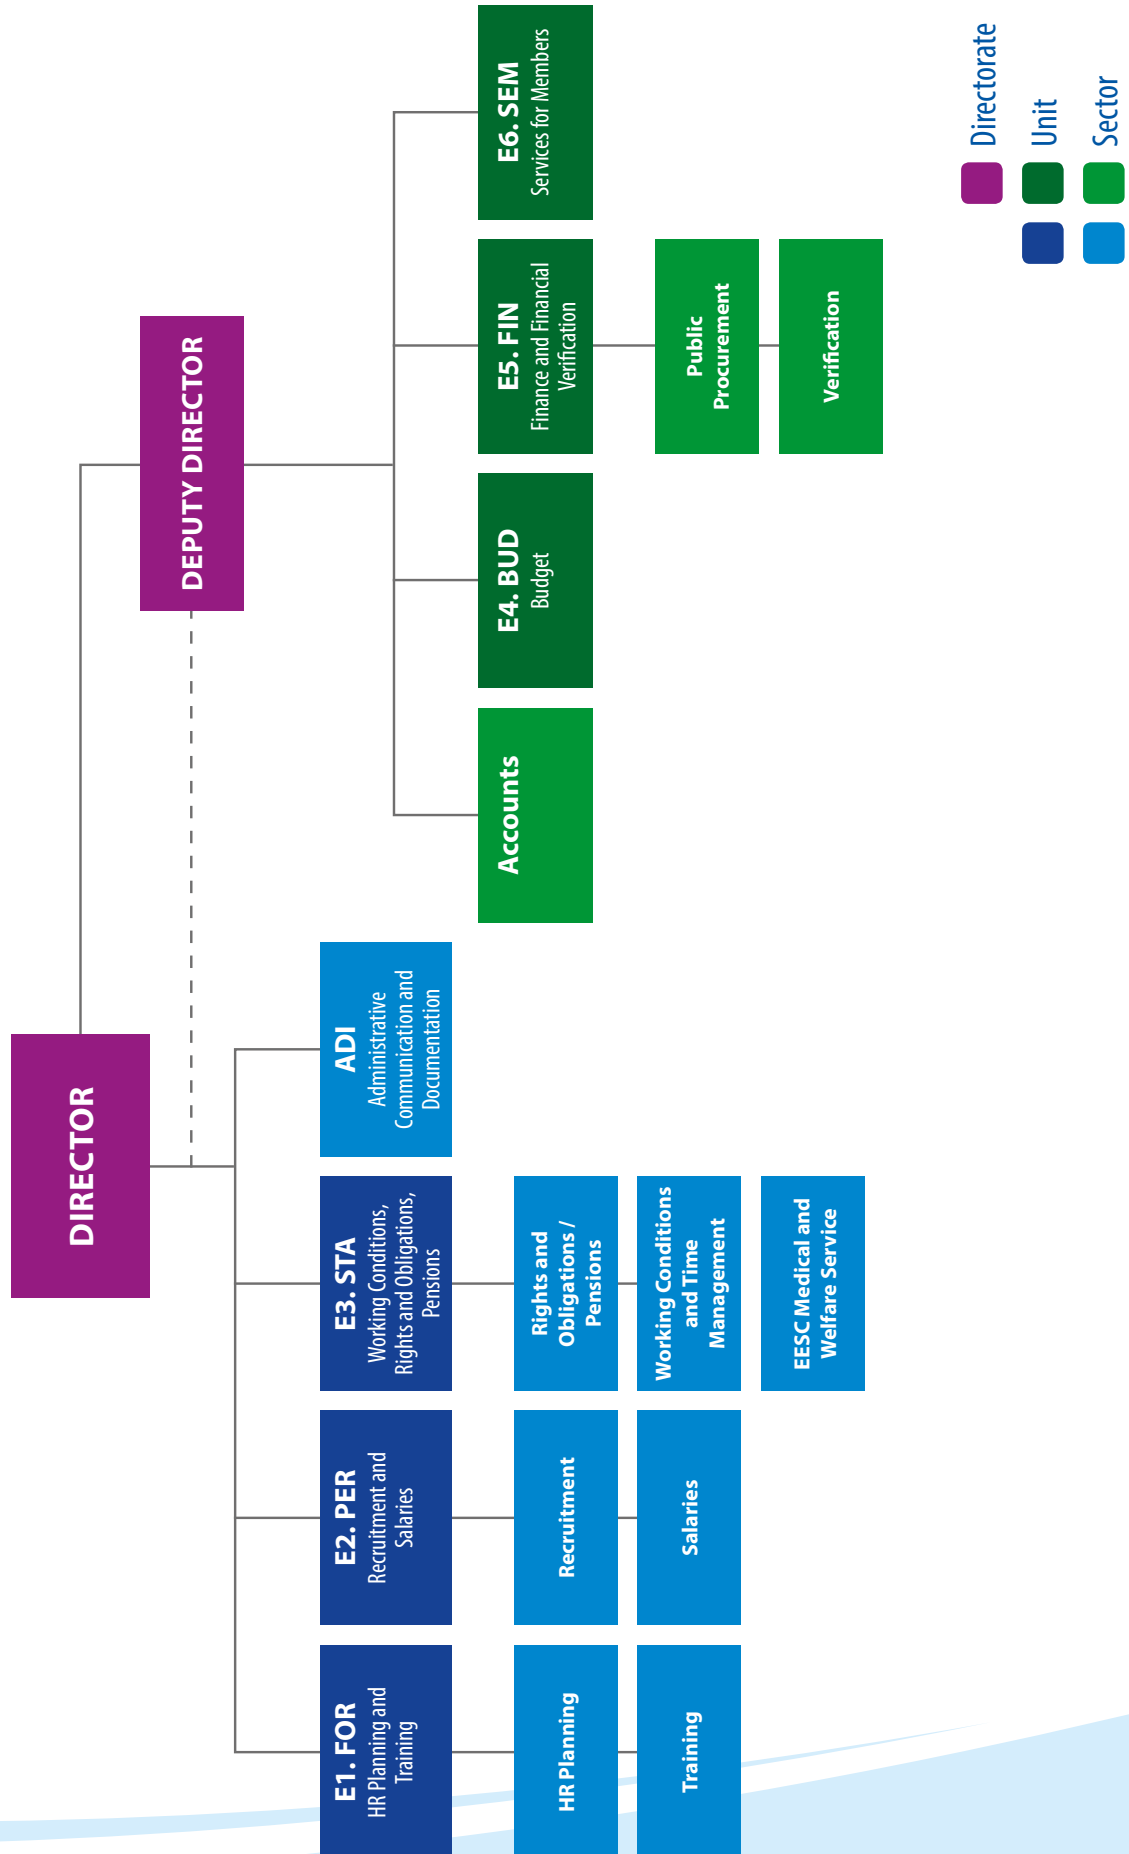 DIRECTOR
DEPUTY DIRECTOR
E1. FOR
HR Planning and
Training
E2. PER
Recruitment and
Salaries
E3. STA
Working Conditions,
Rights and Obligations,
Pensions
ADI
Administrative
Communication and
Documentation
Accounts
E4. BUD
Budget
E5. FIN
Finance and Financial
Verification
E6. SEM
Services for Members
HR Planning
Training
Recruitment
Salaries
Rights and
Obligations /
Pensions
Working Conditions
and Time
Management
EESC Medical and
Welfare Service
Public
Procurement
Verification
Directorate
Unit
Sector